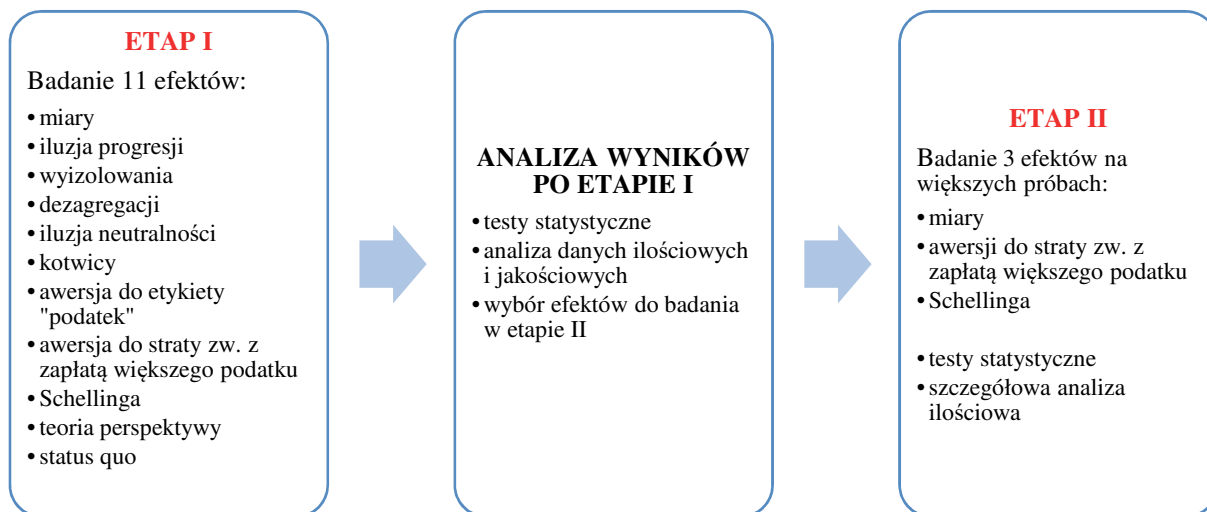 ETAP I
Badanie 11 efektów:
• miary
• iluzja progresji
• wyizolowania
• dezagregacji
• iluzja neutralności
• kotwicy
• awersja do etykiety
"podatek"
• awersja do straty zw. z
zapłatą większego podatku
• Schellinga
• teoria perspektywy
• status quo
ANALIZA WYNIKÓW
PO ETAPIE I
• testy statystyczne
• analiza danych ilościowych
i jakościowych
• wybór efektów do badania
w etapie II
ETAP II
Badanie 3 efektów na
większych próbach:
• miary
• awersji do straty zw. z
zapłatą większego podatku
• Schellinga
• testy statystyczne
• szczegółowa analiza
ilościowa